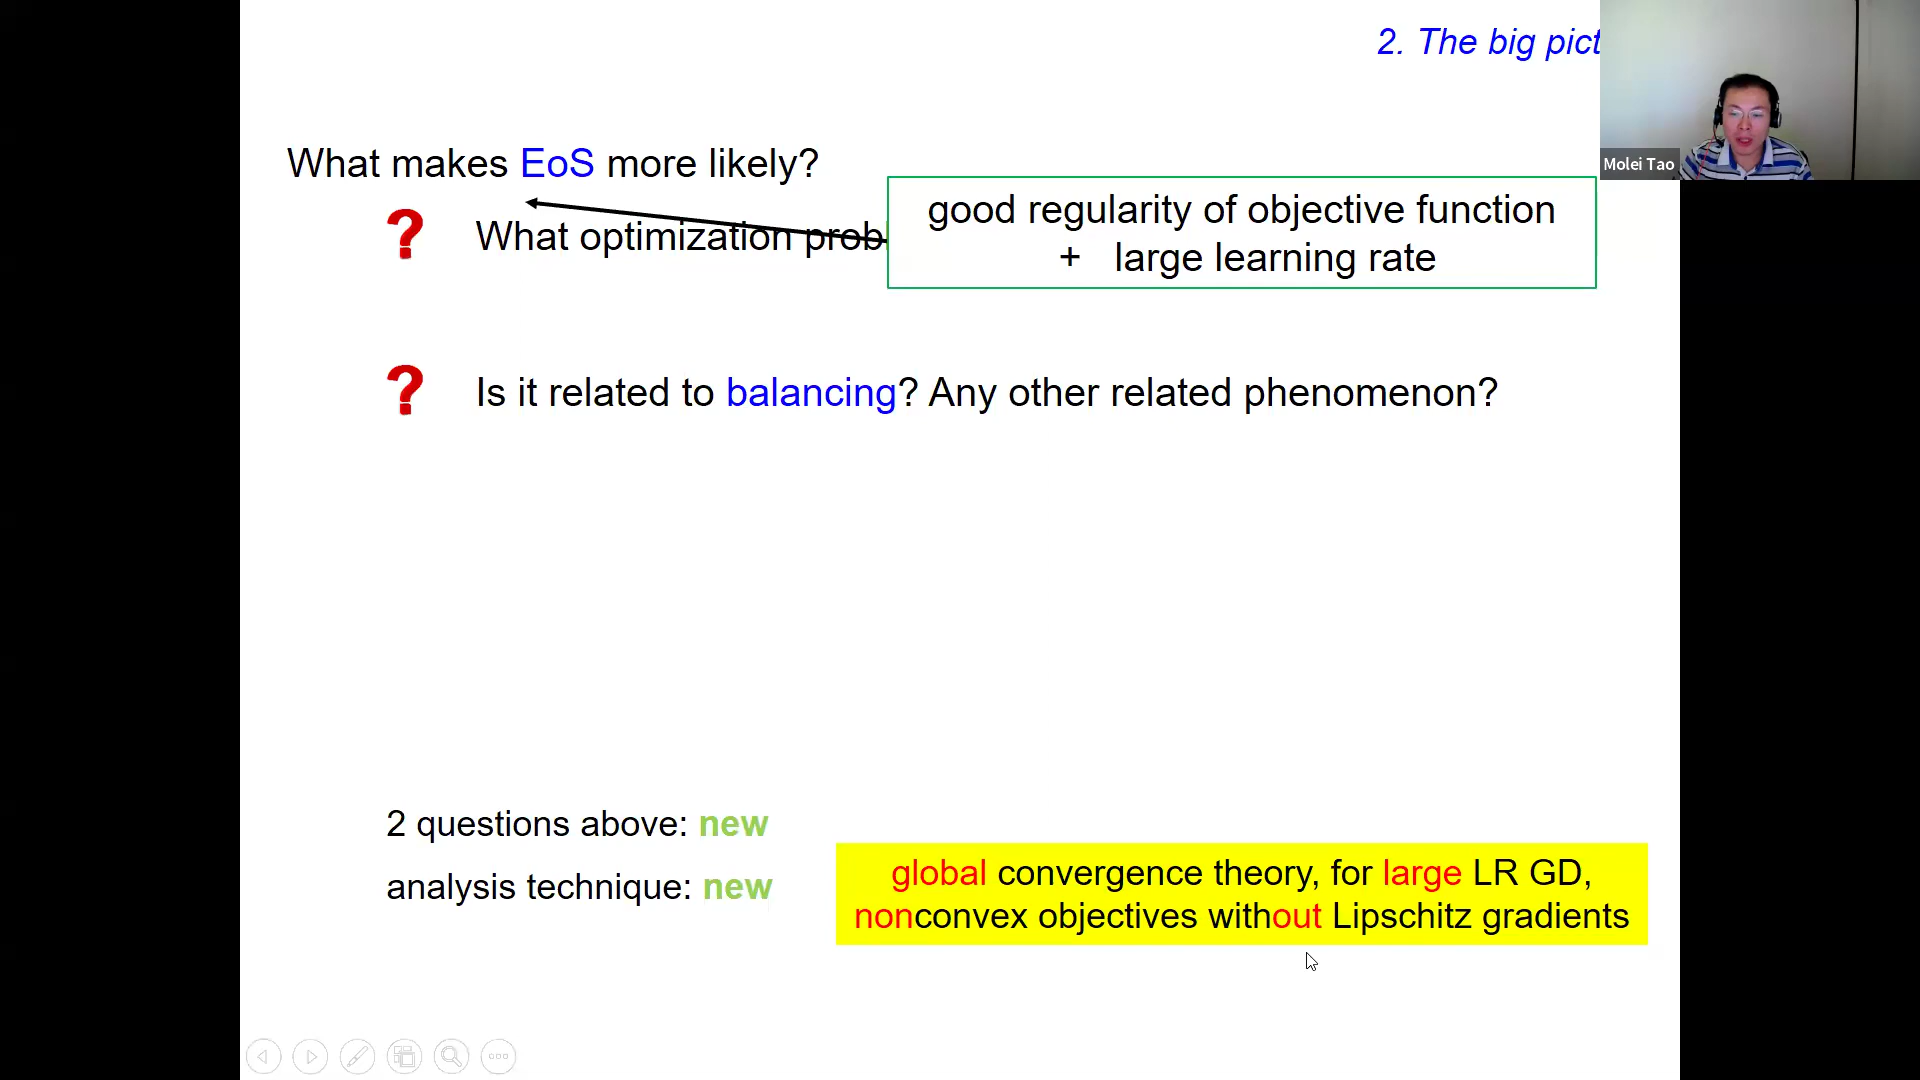 2. The big pict
Molei Tao
What makes EoS more likely?
good regularity of objective function
+ large learning rate
? What optimization prob
? Is it related to balancing? Any other related phenomenon?
2 questions above: new
analysis technique: new
global convergence theory, for large LR GD,
nonconvex objectives without Lipschitz gradients